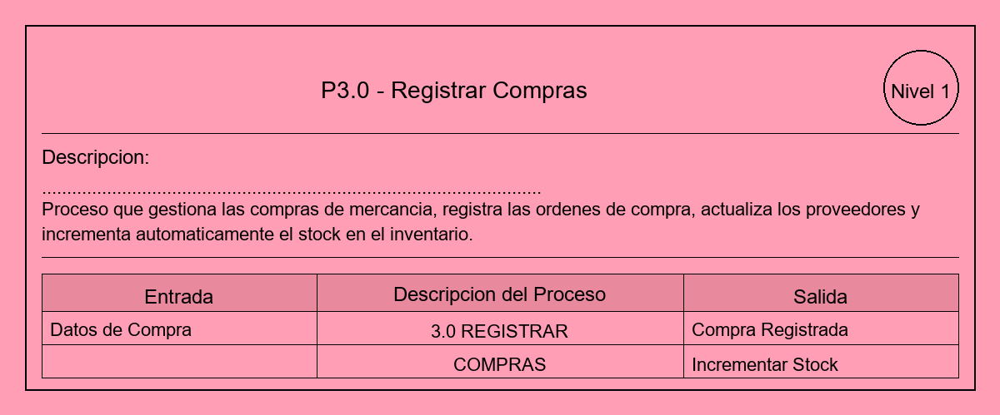 P3.0 - Registrar Compras
Nivel 1
Descripcion:
....................................................................................................
Proceso que gestiona las compras de mercancia, registra las ordenes de compra, actualiza los proveedores y
incrementa automaticamente el stock en el inventario.
Entrada Descripcion del Proceso Salida
Datos de Compra 3.0 REGISTRAR Compra Registrada
COMPRAS Incrementar Stock